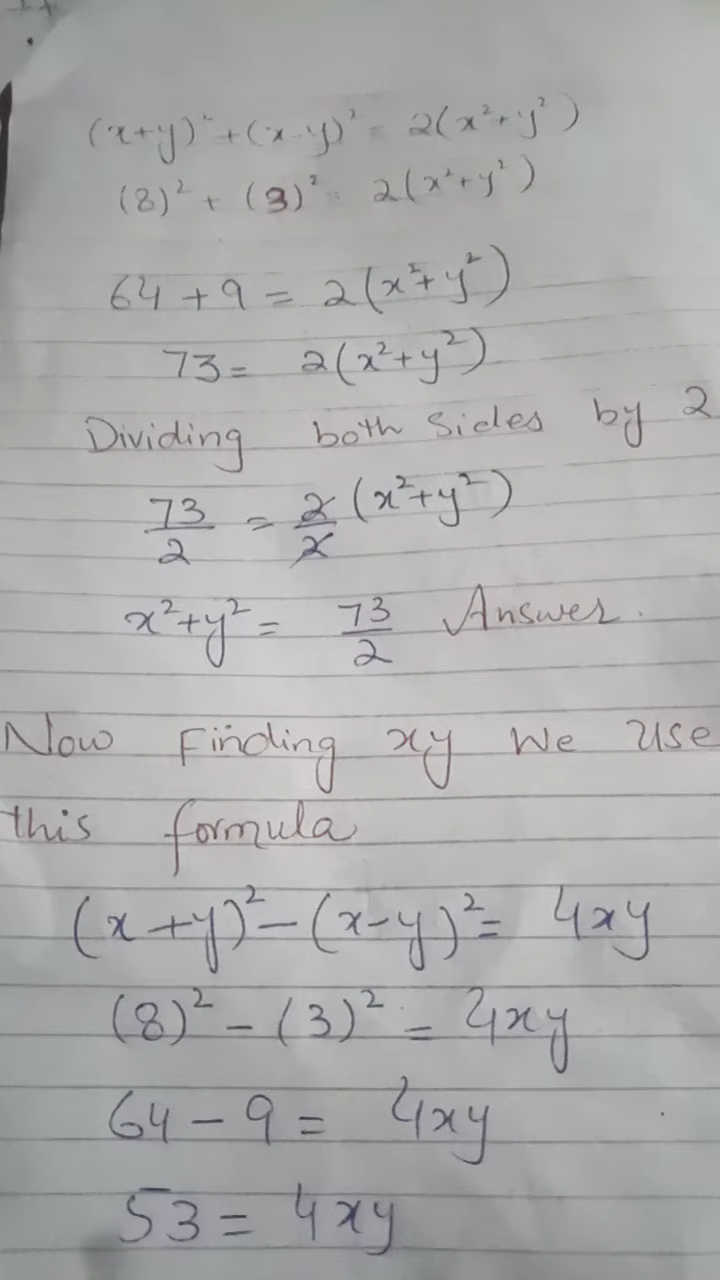 (x+y)² + (x-y)² = 2(x²+y²)
(8)² + (3)² = 2(x²+y²)
64 + 9 = 2(x²+y²)
73 = 2(x²+y²)
Dividing both sides by 2
73/2 = 2/2 (x²+y²)
x²+y² = 73/2 Answer.
Now Finding xy We use
this formula
(x+y)² - (x-y)² = 4xy
(8)² - (3)² = 4xy
64 - 9 = 4xy
53 = 4xy